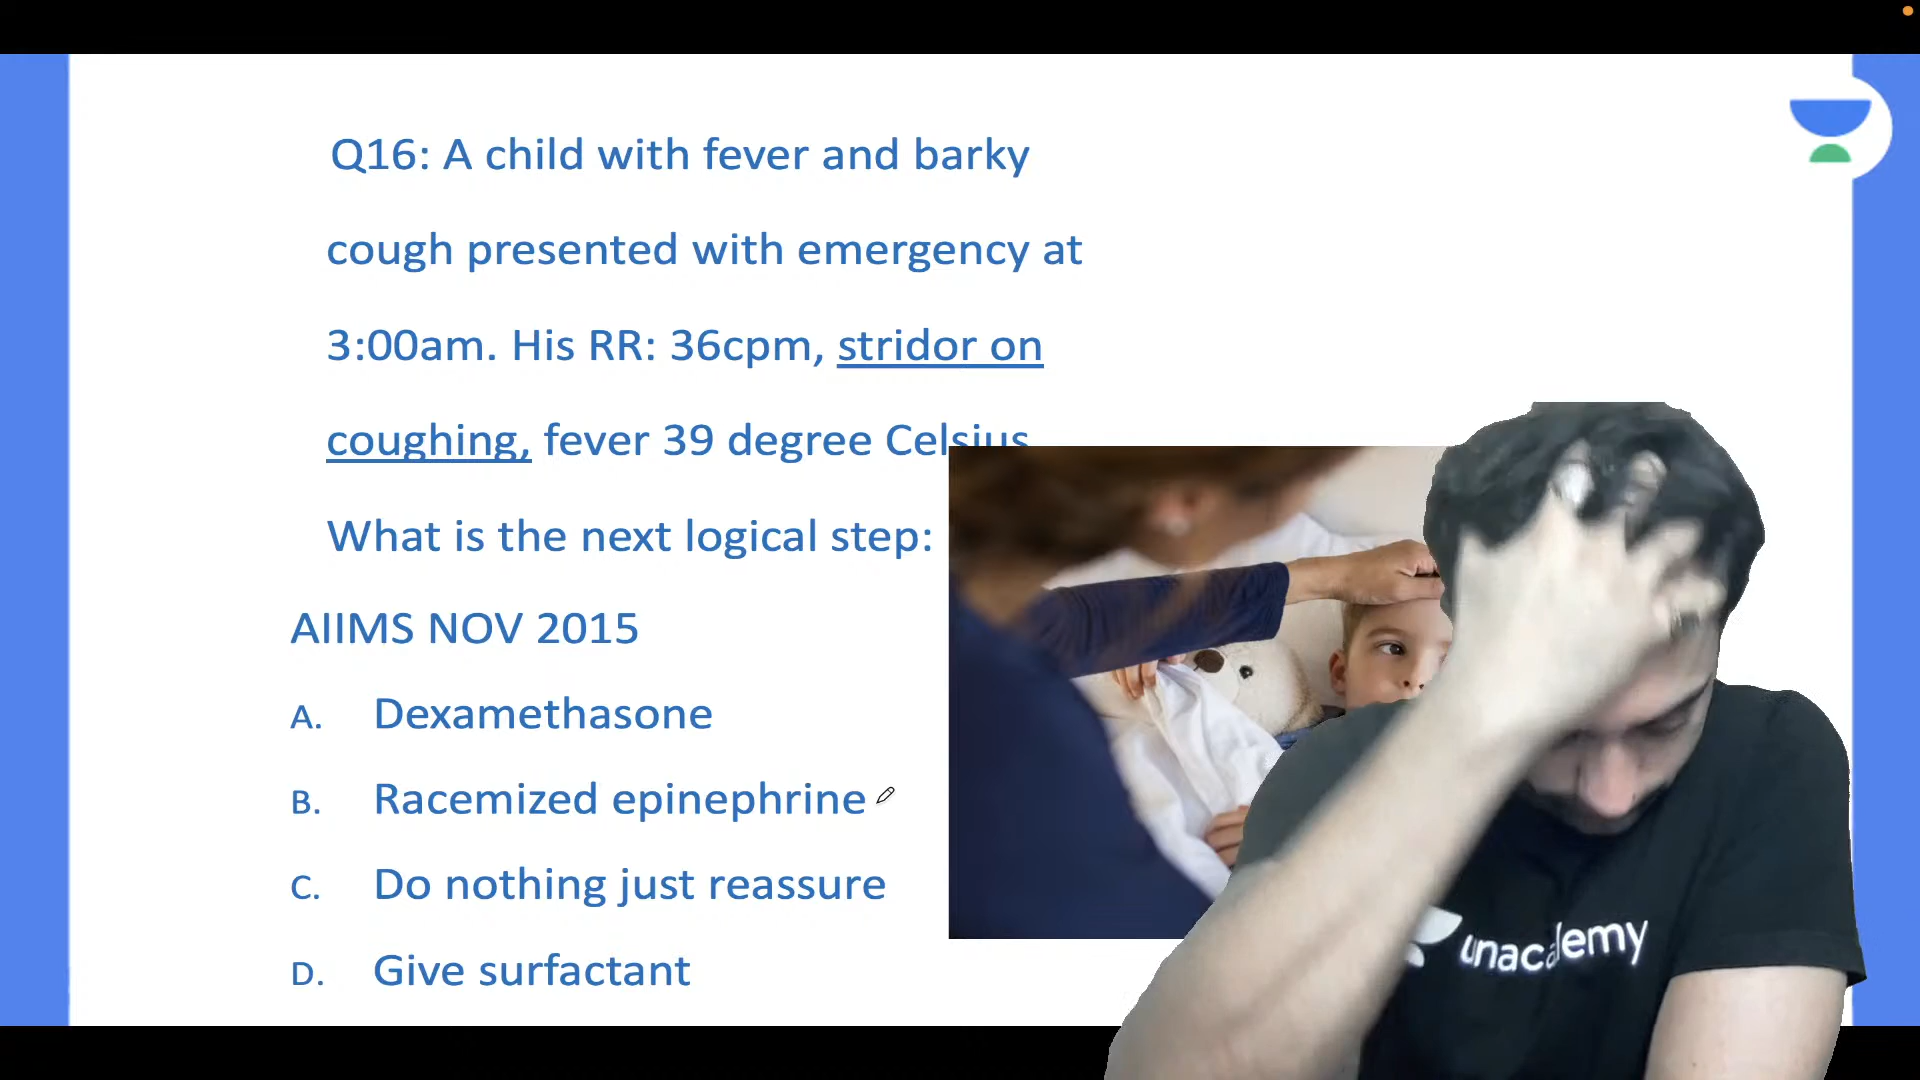 Q16: A child with fever and barky
cough presented with emergency at
3:00am. His RR: 36cpm, stridor on
coughing, fever 39 degree Celsius
What is the next logical step:
AIIMS NOV 2015
A. Dexamethasone
B. Racemized epinephrine
C. Do nothing just reassure
D. Give surfactant
unacademy